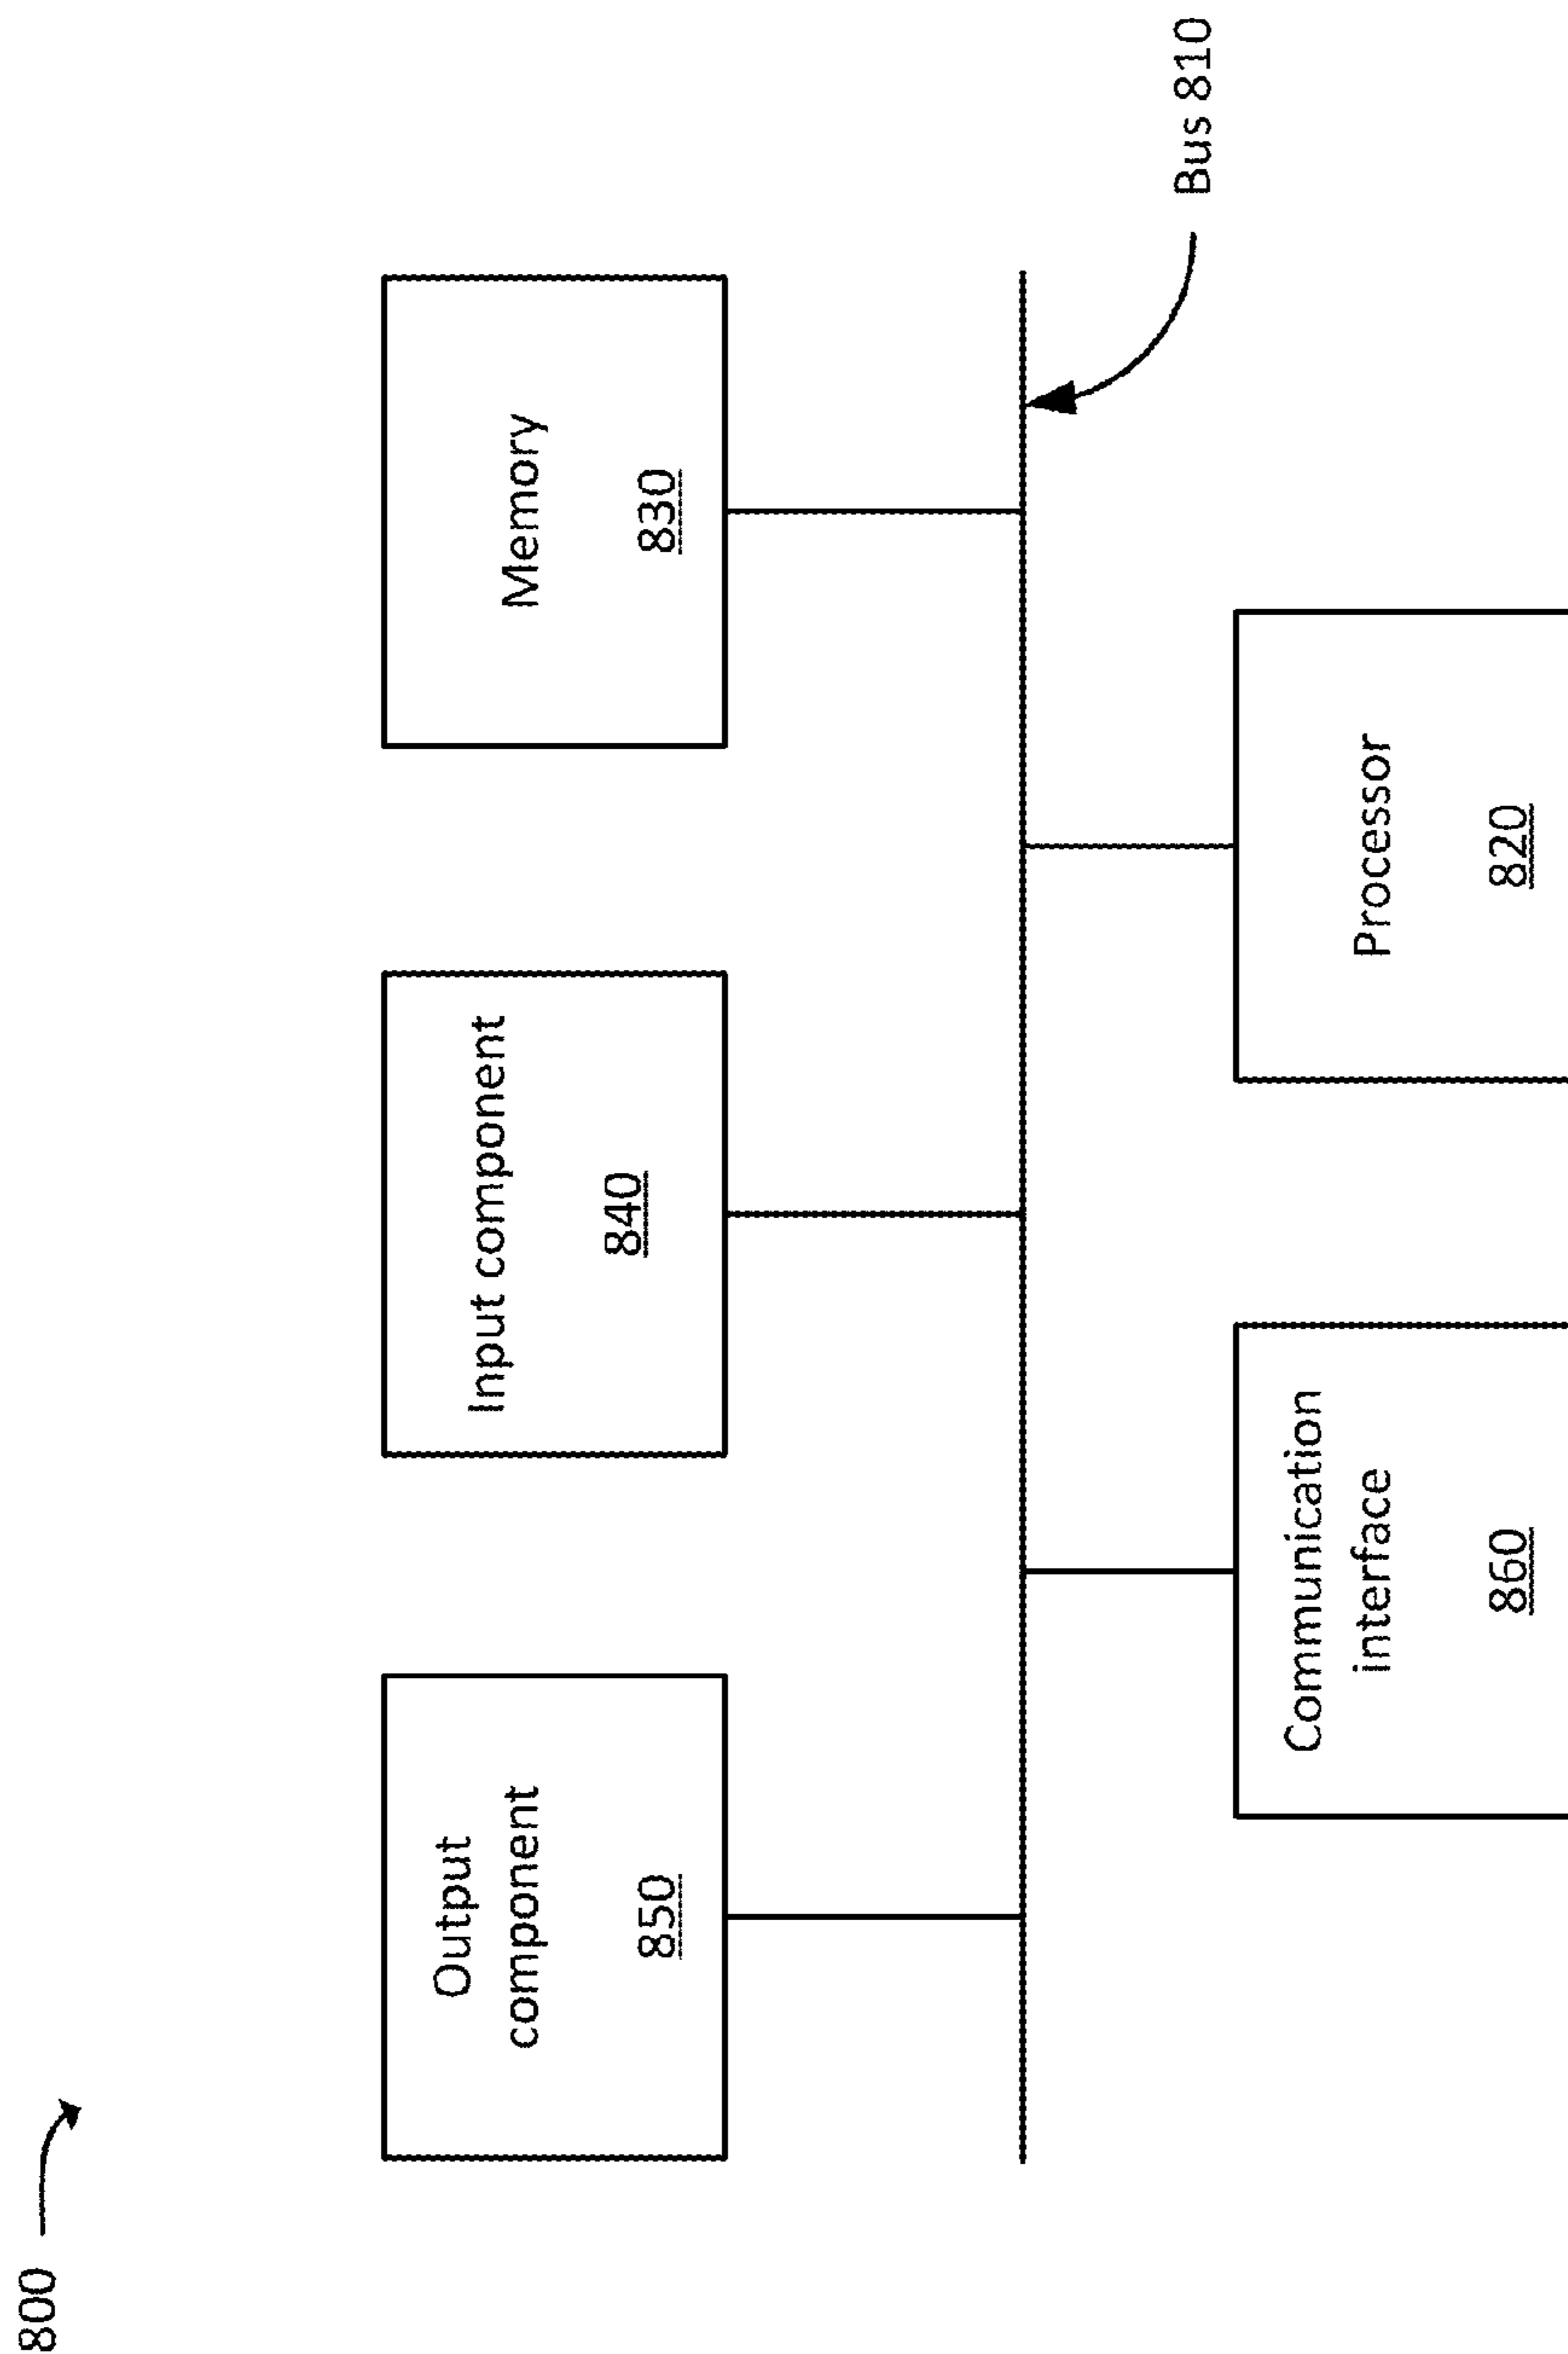 800
Output
component
850
Input component
840
Memory
830
Bus 810
Communication
interface
860
Processor
820